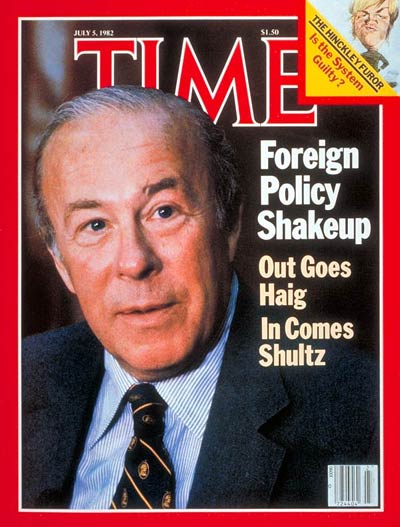 JULY 5, 1982
$1.50
TIME
THE HINCKLEY FUROR
Is the System
Guilty?
Foreign
Policy
Shakeup
Out Goes
Haig
In Comes
Shultz
724404